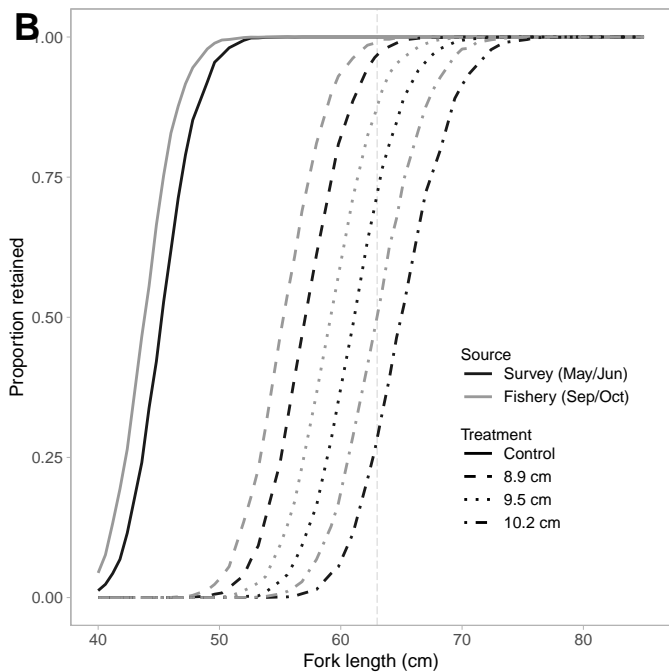 B
1.00
0.75
0.50
0.25
0.00
Proportion retained
40
50
60
70
80
Fork length (cm)
Source
Survey (May/Jun)
Fishery (Sep/Oct)
Treatment
Control
8.9 cm
9.5 cm
10.2 cm